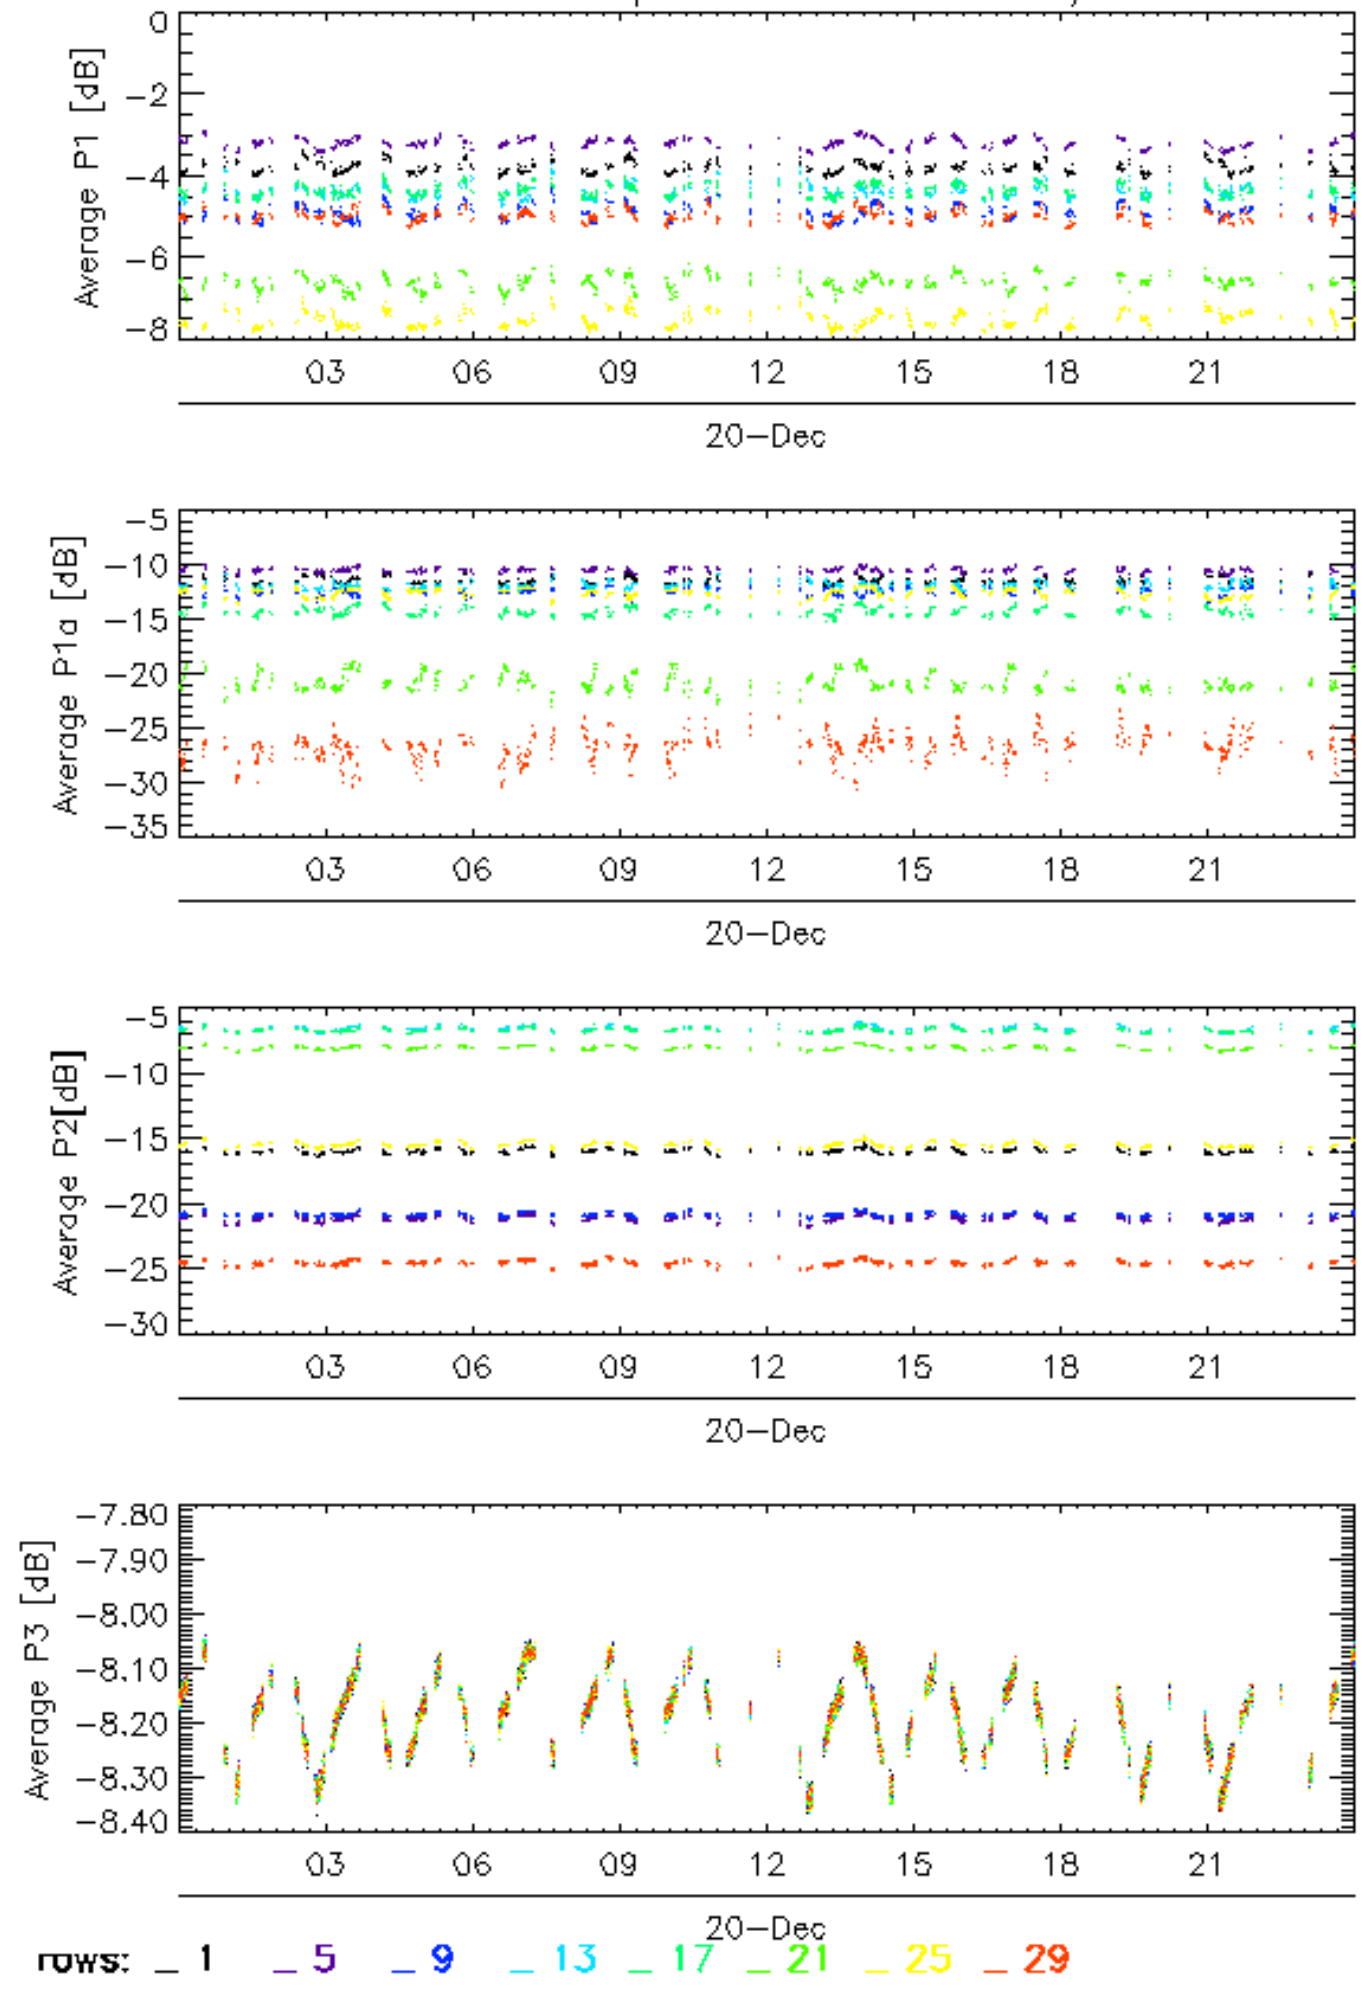 0
-2
-4
-6
-8
Average P1 [dB]
03 06 09 12 15 18 21
20-Dec
-5
-10
-15
-20
-25
-30
-35
Average P1a [dB]
03 06 09 12 15 18 21
20-Dec
-5
-10
-15
-20
-25
-30
Average P2[dB]
03 06 09 12 15 18 21
20-Dec
-7.80
-7.90
-8.00
-8.10
-8.20
-8.30
-8.40
Average P3 [dB]
03 06 09 12 15 18 21
20-Dec
rows: _ 1 _ 5 _ 9 _ 13 _ 17 _ 21 _ 25 _ 29